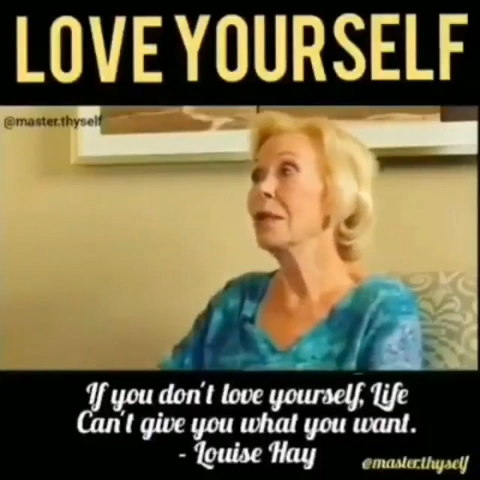 LOVE YOURSELF
@master.thyself
If you don't love yourself, Life
Can't give you what you want.
- Louise Hay
@master.thyself